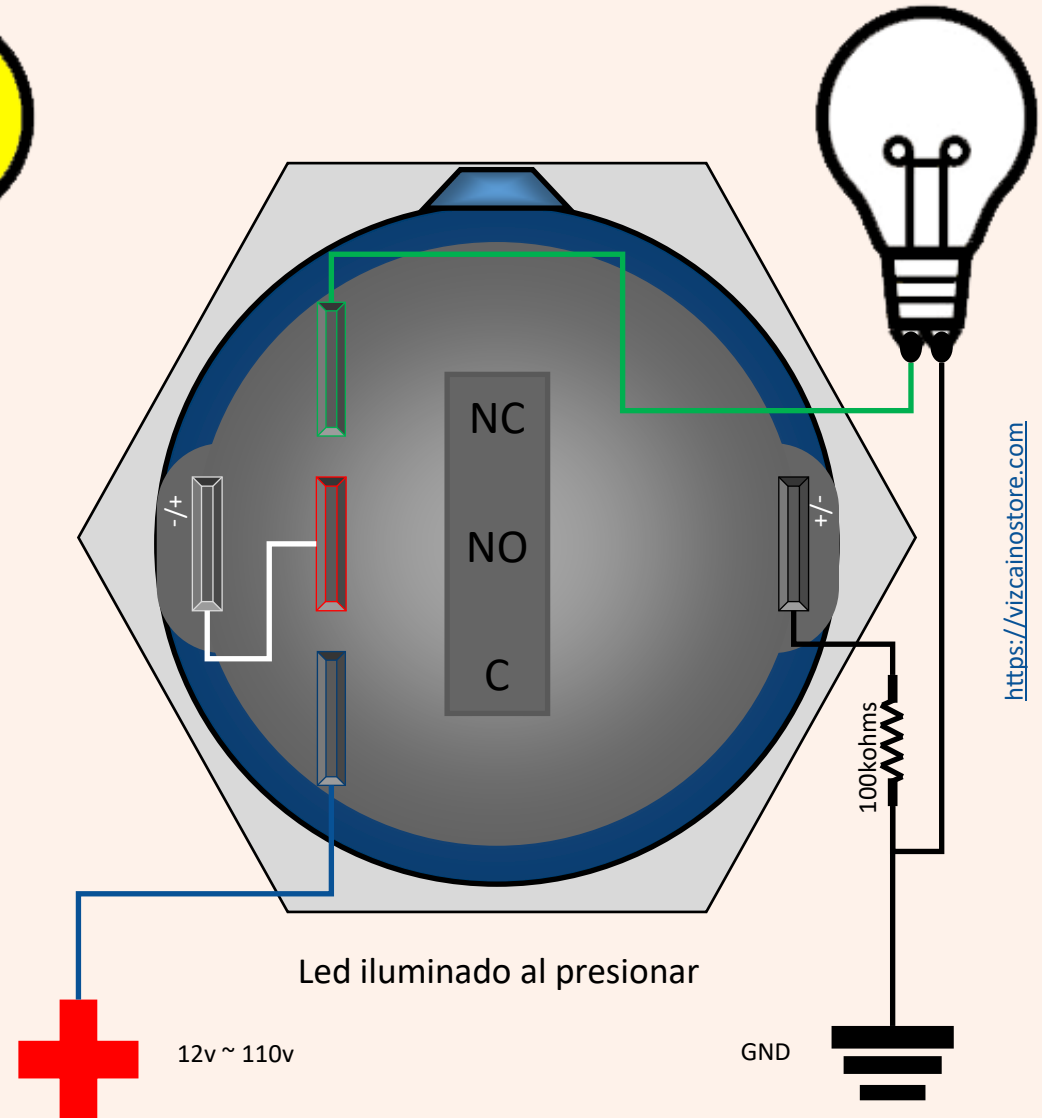 NC
-/+
+/-
NO
C
https://vizcainostore.com
100kohms
Led iluminado al presionar
12v ~ 110v
GND